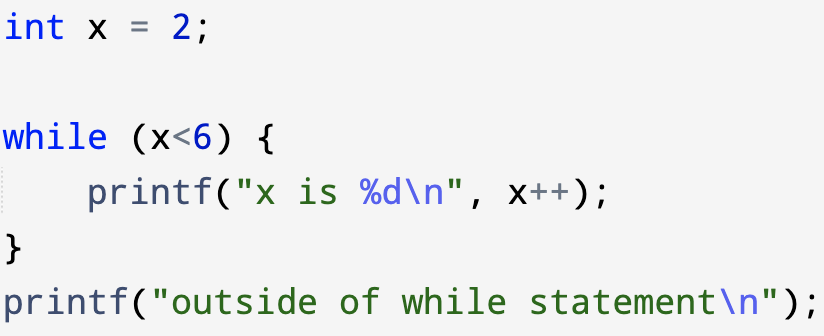 int x = 2;
while (x<6) {
    printf("x is %d\n", x++);
}
printf("outside of while statement\n");